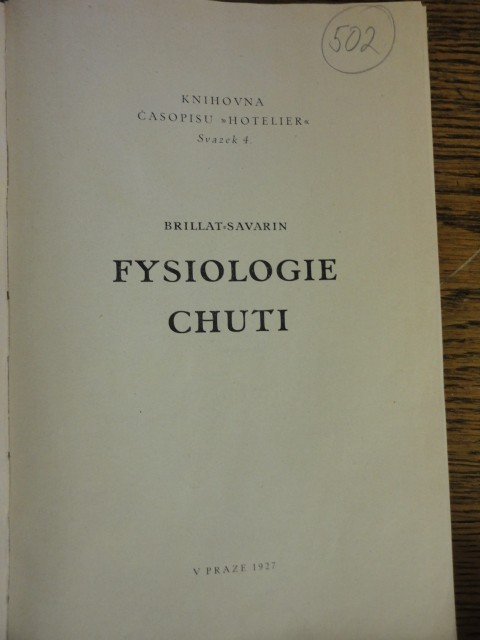 502
KNIHOVNA
ČASOPISU »HOTELIER«
Svazek 4.
BRILLAT-SAVARIN
FYSIOLOGIE
CHUTI
V PRAZE 1927